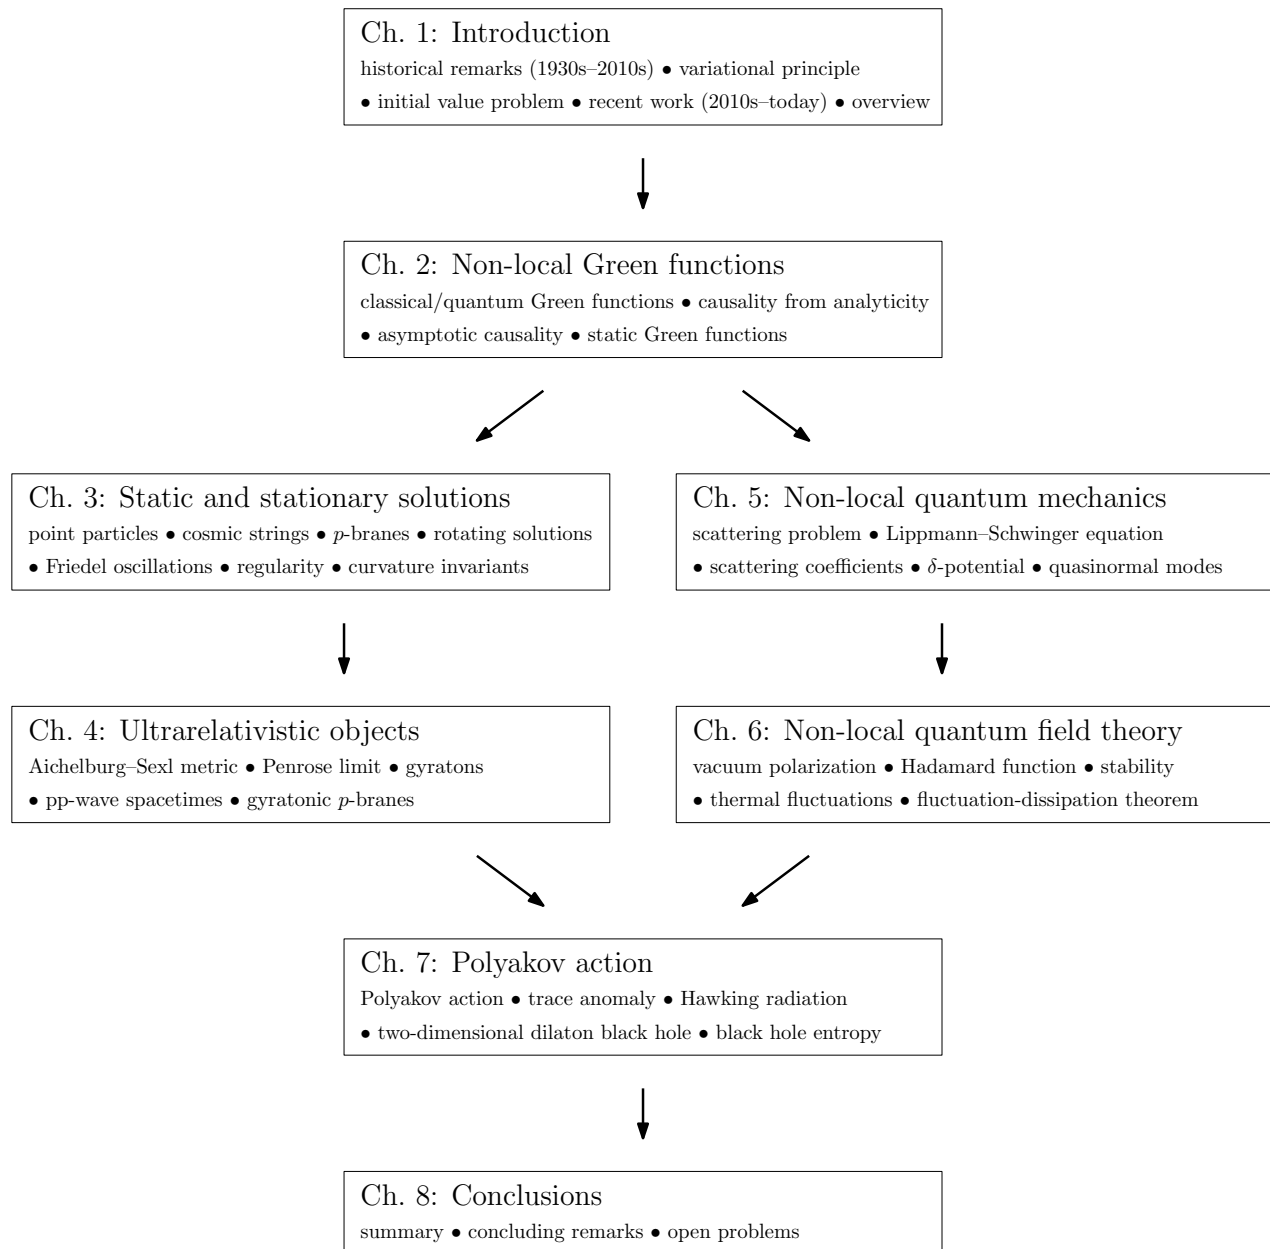 Ch. 1: Introduction
historical remarks (1930s–2010s) • variational principle
• initial value problem • recent work (2010s–today) • overview
Ch. 2: Non-local Green functions
classical/quantum Green functions • causality from analyticity
• asymptotic causality • static Green functions
Ch. 3: Static and stationary solutions
point particles • cosmic strings • p-branes • rotating solutions
• Friedel oscillations • regularity • curvature invariants
Ch. 5: Non-local quantum mechanics
scattering problem • Lippmann–Schwinger equation
• scattering coefficients • δ-potential • quasinormal modes
Ch. 4: Ultrarelativistic objects
Aichelburg–Sexl metric • Penrose limit • gyratons
• pp-wave spacetimes • gyratonic p-branes
Ch. 6: Non-local quantum field theory
vacuum polarization • Hadamard function • stability
• thermal fluctuations • fluctuation-dissipation theorem
Ch. 7: Polyakov action
Polyakov action • trace anomaly • Hawking radiation
• two-dimensional dilaton black hole • black hole entropy
Ch. 8: Conclusions
summary • concluding remarks • open problems